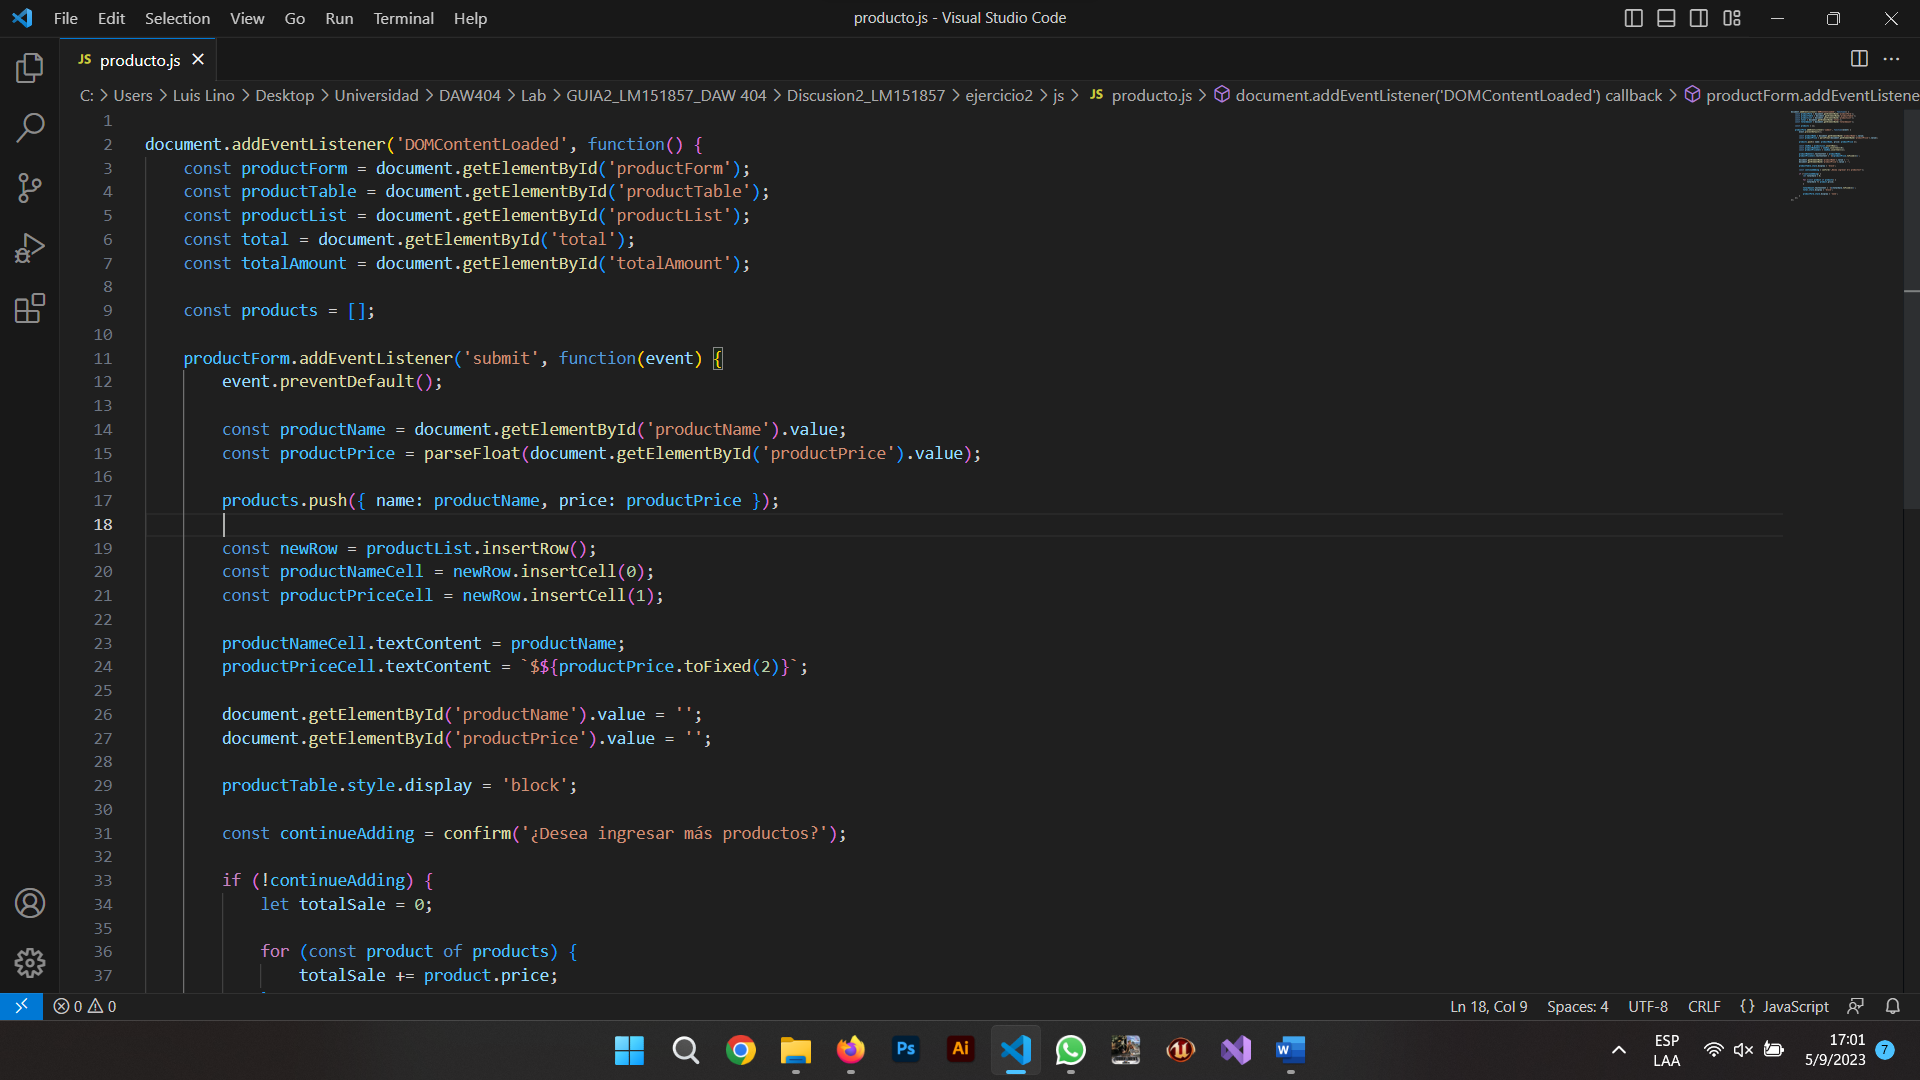 File Edit Selection View Go Run Terminal Help
producto.js - Visual Studio Code
JS producto.js
C: > Users > Luis Lino > Desktop > Universidad > DAW404 > Lab > GUIA2_LM151857_DAW 404 > Discusion2_LM151857 > ejercicio2 > js > JS producto.js > document.addEventListener('DOMContentLoaded') callback > productForm.addEventListene
1
2 document.addEventListener('DOMContentLoaded', function() {
3 const productForm = document.getElementById('productForm');
4 const productTable = document.getElementById('productTable');
5 const productList = document.getElementById('productList');
6 const total = document.getElementById('total');
7 const totalAmount = document.getElementById('totalAmount');
8
9 const products = [];
10
11 productForm.addEventListener('submit', function(event) {
12 event.preventDefault();
13
14 const productName = document.getElementById('productName').value;
15 const productPrice = parseFloat(document.getElementById('productPrice').value);
16
17 products.push({ name: productName, price: productPrice });
18
19 const newRow = productList.insertRow();
20 const productNameCell = newRow.insertCell(0);
21 const productPriceCell = newRow.insertCell(1);
22
23 productNameCell.textContent = productName;
24 productPriceCell.textContent = `$${productPrice.toFixed(2)}`;
25
26 document.getElementById('productName').value = '';
27 document.getElementById('productPrice').value = '';
28
29 productTable.style.display = 'block';
30
31 const continueAdding = confirm('¿Desea ingresar más productos?');
32
33 if (!continueAdding) {
34 let totalSale = 0;
35
36 for (const product of products) {
37 totalSale += product.price;
0 0
Ln 18, Col 9 Spaces: 4 UTF-8 CRLF {} JavaScript
Ps Ai W
ESP
LAA
17:01
5/9/2023
7